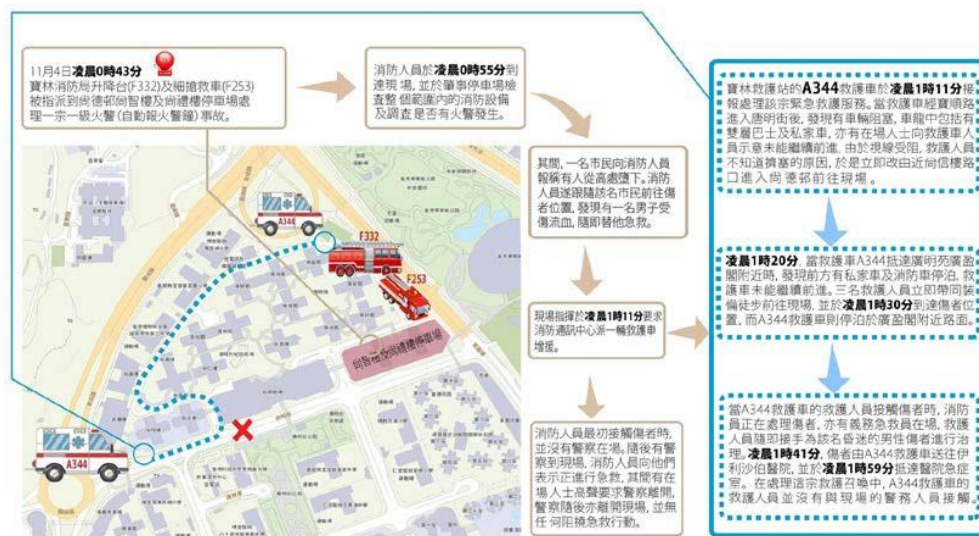 11月4日凌晨0時43分
寶林消防局升降台(F332)及細搶救車(F253)
被指派到尚德邨尚智樓及尚禮樓停車場處
理一宗一級火警(自動報火警鐘)事故。
消防人員於凌晨0時55分到
達現場, 並於肇事停車場檢
查整個範圍內的消防設備
及調查是否有火警發生。
其間, 一名市民向消防人員
報稱有人從高處墮下。消防
人員遂跟隨該名市民前往傷
者位置, 發現有一名男子受
傷流血, 隨即替他急救。
現場指揮於凌晨1時11分要求
消防通訊中心派一輛救護車
增援。
消防人員最初接觸傷者時,
並沒有警察在場。隨後有警
察到現場, 消防人員向他們
表示正進行急救, 其間有在
場人士高聲要求警察離開,
警察隨後亦離開現場, 並無
任何阻撓急救行動。
寶林救護站的A344救護車於凌晨1時11分接
報處理該宗緊急救護服務。當救護車經寶順路
進入唐明街後, 發現有車輛阻塞, 車龍中包括有
雙層巴士及私家車, 亦有在場人士向救護車人
員示意未能繼續前進. 由於視線受阻, 救護人員
不知道擠塞的原因, 於是立即改由近尚信樓路
口進入尚德邨前往現場。
凌晨1時20分, 當救護車A344抵達廣明苑廣盈
閣附近時, 發現前方有私家車及消防車停泊, 救
護車未能繼續前進。三名救護人員立即帶同裝
備徒步前往現場, 並於凌晨1時30分到達傷者位
置, 而A344救護車則停泊於廣盈閣附近路面。
當A344救護車的救護人員接觸傷者時, 消防
員正在處理傷者, 亦有義務急救員在場, 救護
人員隨即接手為該名昏迷的男性傷者進行治
理。凌晨1時41分, 傷者由A344救護車送往伊
利沙伯醫院, 並於凌晨1時59分抵達醫院急症
室。在處理這宗救護召喚中, A344救護車的
救護人員並沒有與現場的警務人員接觸。
A344
F332
F253
尚智樓及尚禮樓停車場
A344